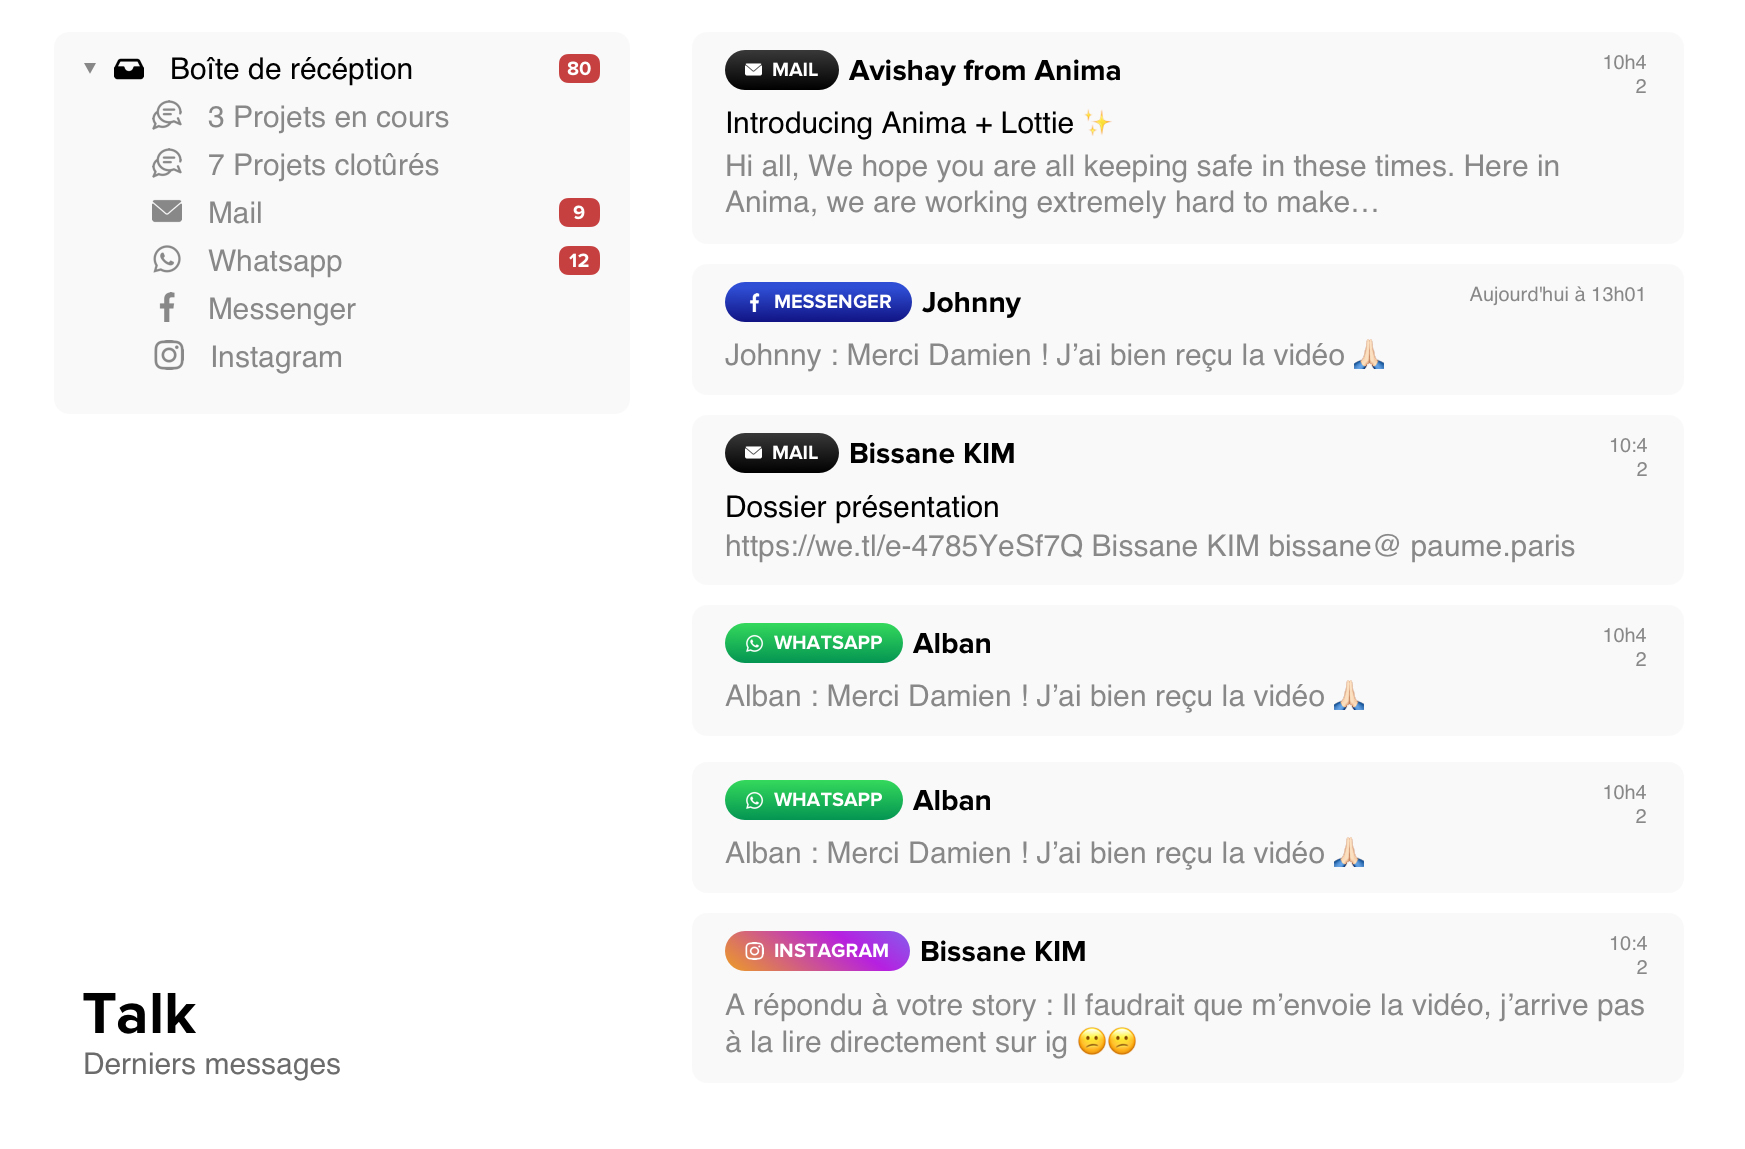 Boîte de récéption 80
3 Projets en cours
7 Projets clotûrés
Mail 9
Whatsapp 12
Messenger
Instagram
Talk
Derniers messages
MAIL Avishay from Anima 10h4
2
Introducing Anima + Lottie ✨
Hi all, We hope you are all keeping safe in these times. Here in
Anima, we are working extremely hard to make…
MESSENGER Johnny Aujourd'hui à 13h01
Johnny : Merci Damien ! J’ai bien reçu la vidéo 🙏🏻
MAIL Bissane KIM 10:4
2
Dossier présentation
https://we.tl/e-4785YeSf7Q Bissane KIM bissane@ paume.paris
WHATSAPP Alban 10h4
2
Alban : Merci Damien ! J’ai bien reçu la vidéo 🙏🏻
WHATSAPP Alban 10h4
2
Alban : Merci Damien ! J’ai bien reçu la vidéo 🙏🏻
INSTAGRAM Bissane KIM 10:4
2
A répondu à votre story : Il faudrait que m’envoie la vidéo, j’arrive pas
à la lire directement sur ig 😕😕